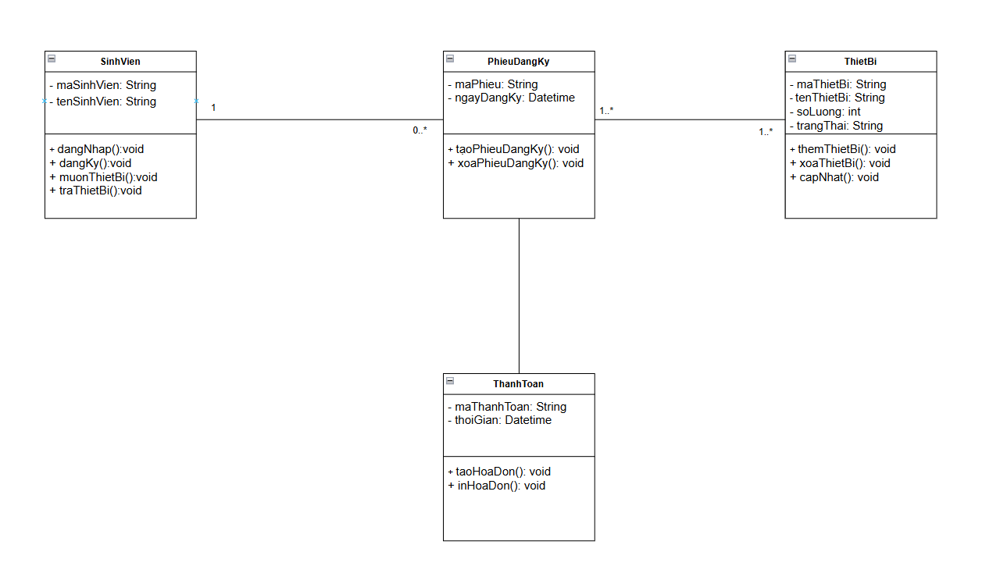 SinhVien
- maSinhVien: String
- tenSinhVien: String
+ dangNhap():void
+ dangKy():void
+ muonThietBi():void
+ traThietBi():void
1
0..*
PhieuDangKy
- maPhieu: String
- ngayDangKy: Datetime
+ tạoPhieuDangKy(): void
+ xoaPhieuDangKy(): void
1..*
1..*
ThietBi
- maThietBi: String
- tenThietBi: String
- soLuong: int
- trangThai: String
+ themThietBi(): void
+ xoaThietBi(): void
+ capNhat(): void
ThanhToan
- maThanhToan: String
- thoiGian: Datetime
+ taoHoaDon(): void
+ inHoaDon(): void